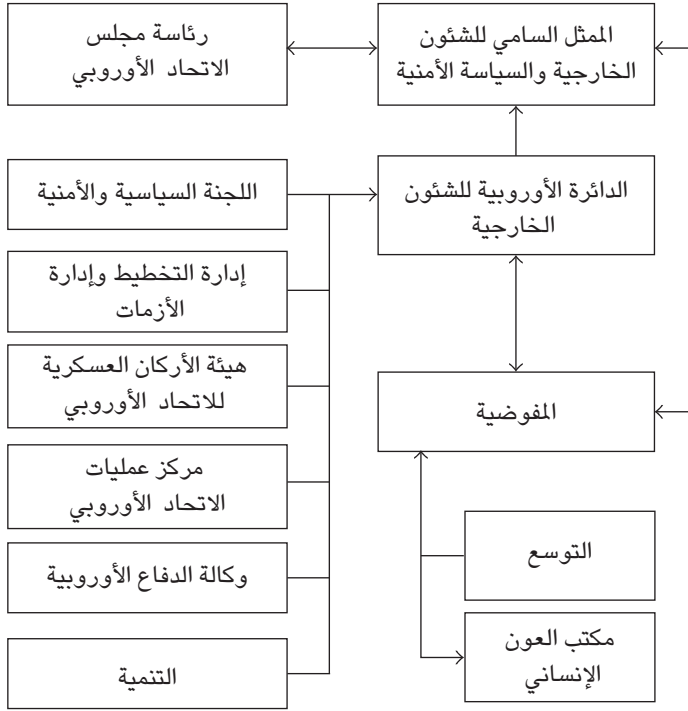 الممثل السامي للشئون
الخارجية والسياسة الأمنية
رئاسة مجلس
الاتحاد الأوروبي
الدائرة الأوروبية للشئون
الخارجية
اللجنة السياسية والأمنية
إدارة التخطيط وإدارة
الأزمات
هيئة الأركان العسكرية
للاتحاد الأوروبي
المفوضية
مركز عمليات
الاتحاد الأوروبي
التوسع
وكالة الدفاع الأوروبية
مكتب العون
الإنساني
التنمية